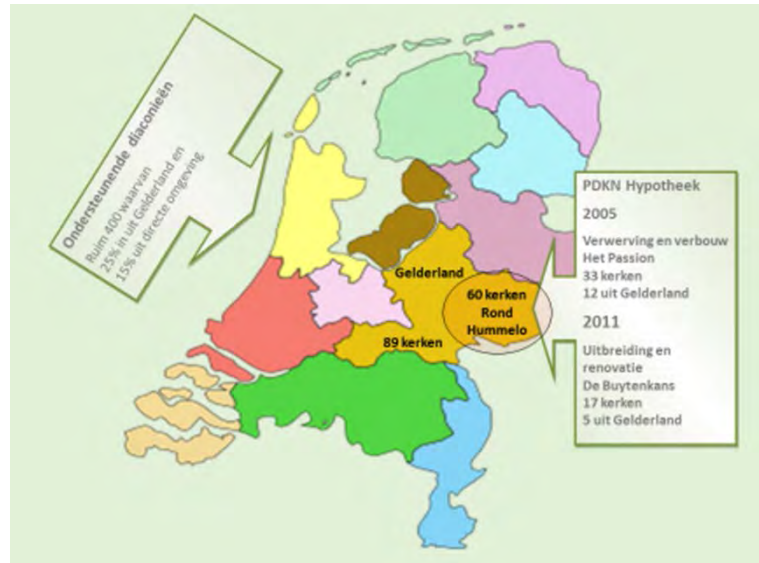 Ondersteunende diaconieën
Ruim 400 waarvan
25% in uit Gelderland en
15% uit directe omgeving
Gelderland
60 kerken
Rond
Hummelo
89 kerken
PDKN Hypotheek
2005
Verwerving en verbouw
Het Passion
33 kerken
12 uit Gelderland
2011
Uitbreiding en
renovatie
De Buytenkans
17 kerken
5 uit Gelderland